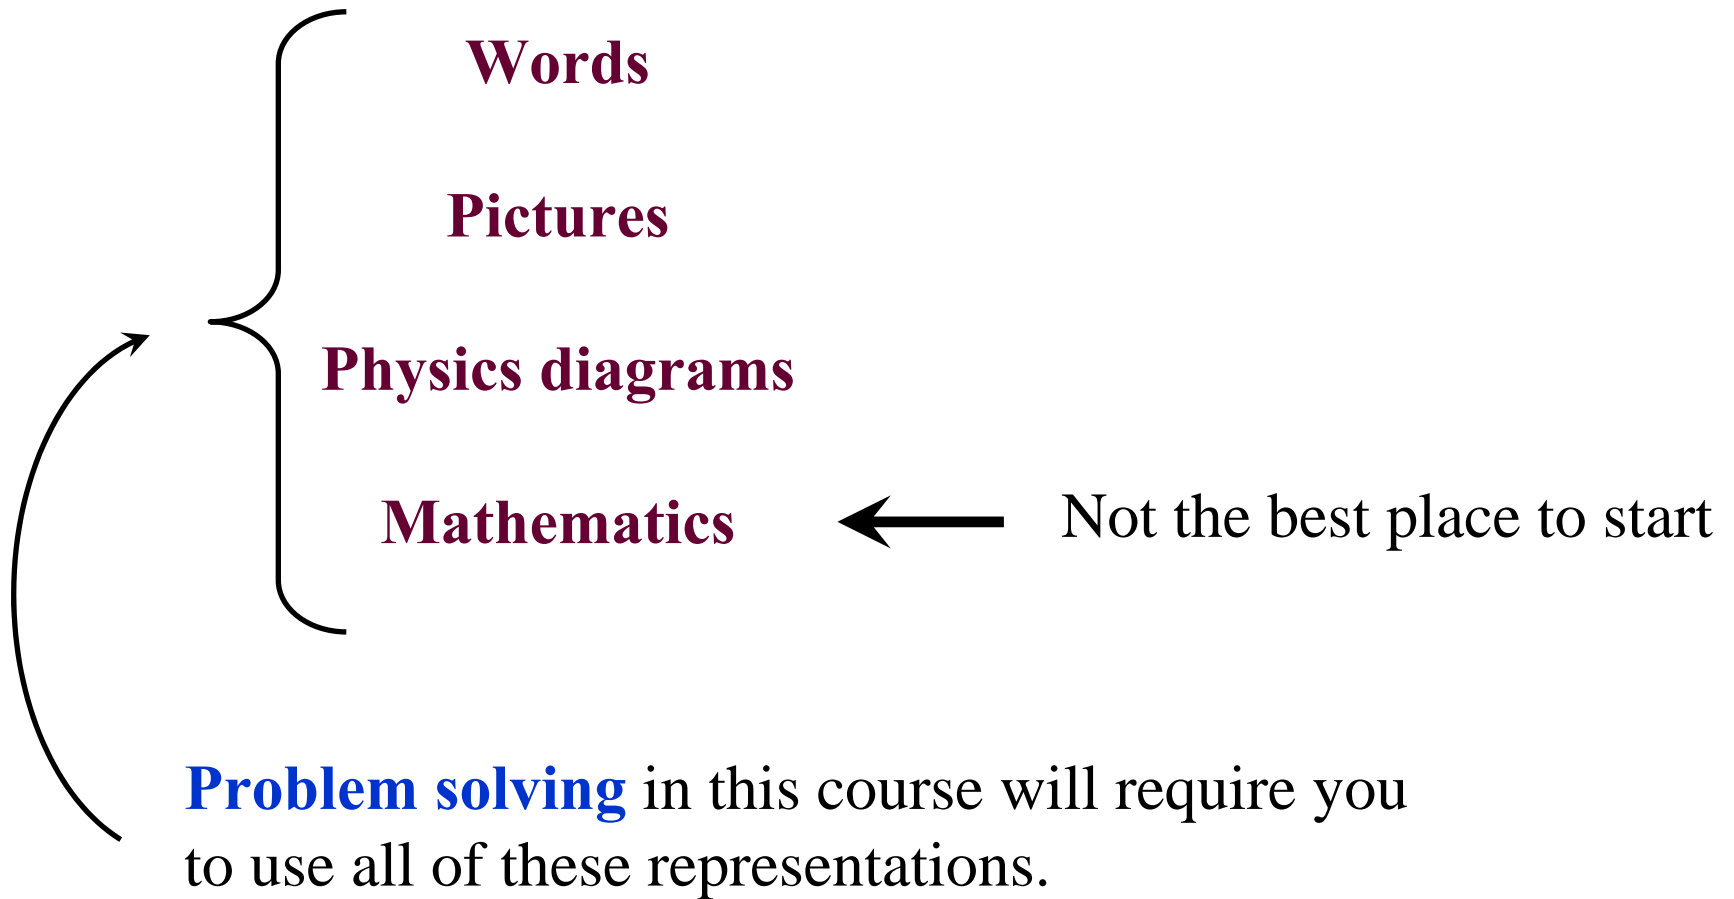 Words
Pictures
Physics diagrams
Mathematics
Not the best place to start
Problem solving in this course will require you
to use all of these representations.